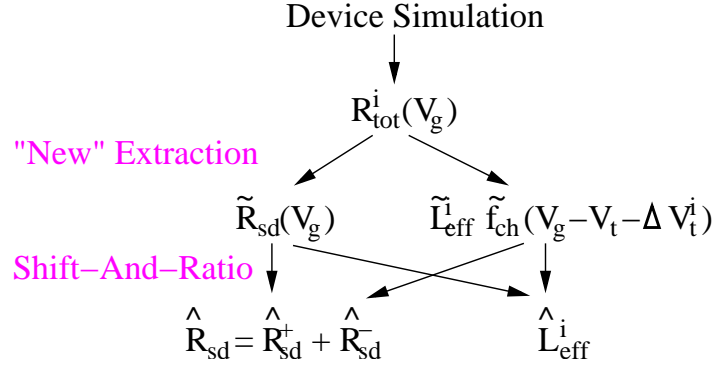 Device Simulation
R^i_tot(V_g)
"New" Extraction
R̃_sd(V_g) L̃^i_eff f̃_ch(V_g−V_t−Δ V^i_t)
Shift−And−Ratio
R̂_sd = R̂^+_sd + R̂^−_sd L̂^i_eff